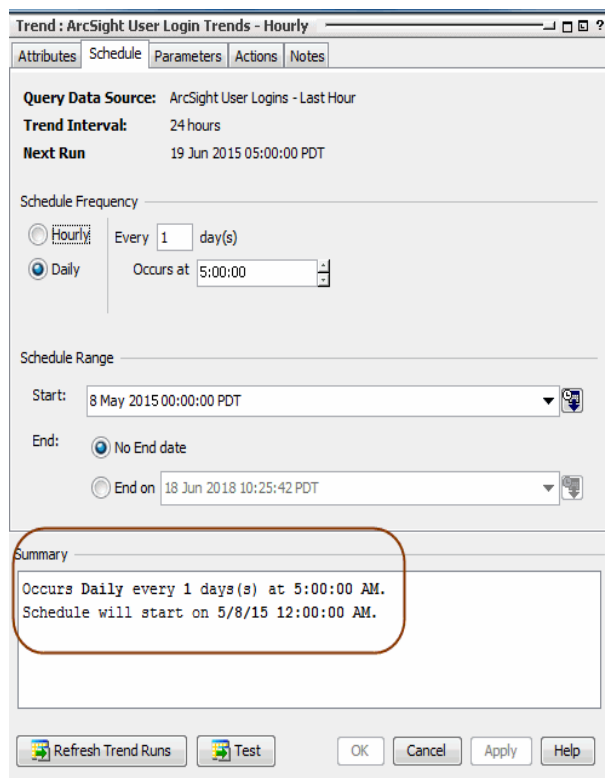 Trend : ArcSight User Login Trends - Hourly ?
Attributes Schedule Parameters Actions Notes
Query Data Source: ArcSight User Logins - Last Hour
Trend Interval: 24 hours
Next Run 19 Jun 2015 05:00:00 PDT
Schedule Frequency
Hourly Every 1 day(s)
Daily Occurs at 5:00:00
Schedule Range
Start: 8 May 2015 00:00:00 PDT
End: No End date
End on 18 Jun 2018 10:25:42 PDT
Summary
Occurs Daily every 1 days(s) at 5:00:00 AM.
Schedule will start on 5/8/15 12:00:00 AM.
Refresh Trend Runs Test OK Cancel Apply Help